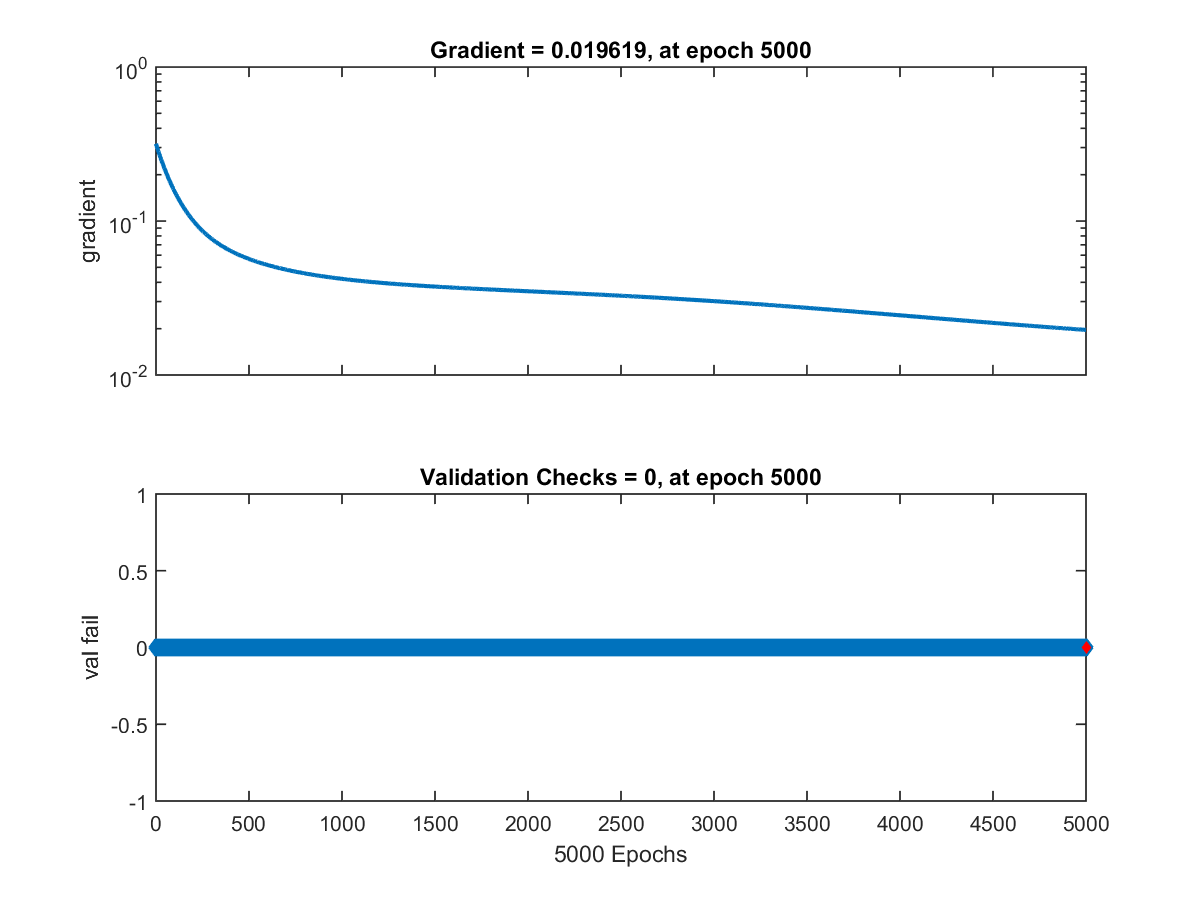 Gradient = 0.019619, at epoch 5000
10^0
10^-1
10^-2
gradient
Validation Checks = 0, at epoch 5000
1
0.5
0
-0.5
-1
val fail
0 500 1000 1500 2000 2500 3000 3500 4000 4500 5000
5000 Epochs